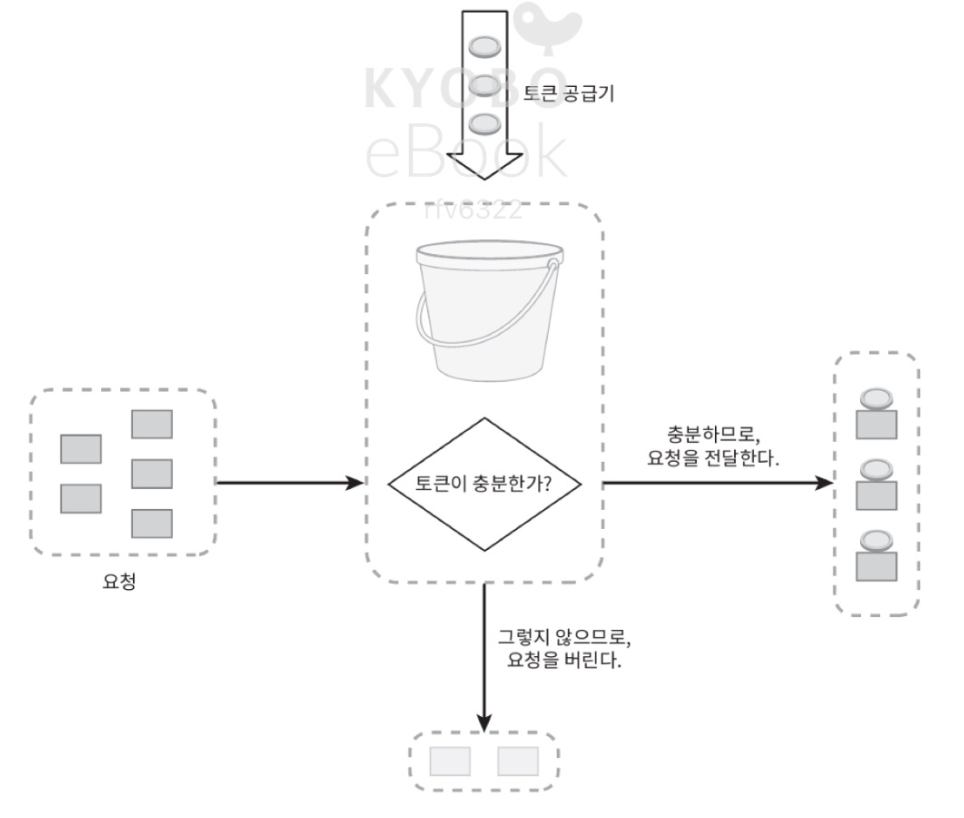 KYOBO
eBook
rfv6322
토큰 공급기
토큰이 충분한가?
충분하므로,
요청을 전달한다.
요청
그렇지 않으므로,
요청을 버린다.